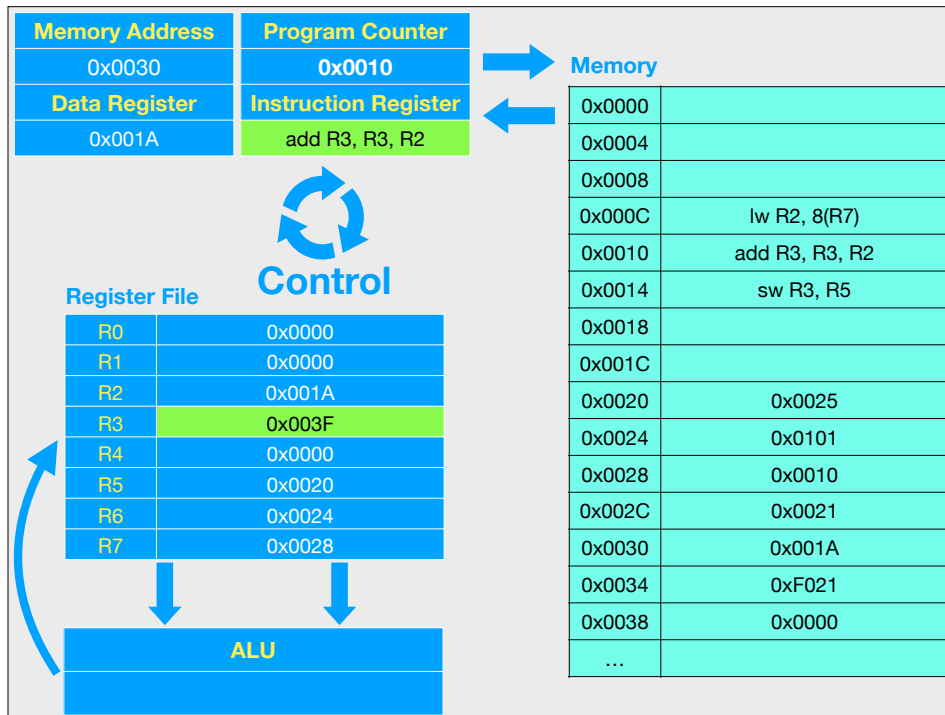 Memory Address Program Counter
0x0030 0x0010
Data Register Instruction Register
0x001A add R3, R3, R2
Control
Register File
R0 0x0000
R1 0x0000
R2 0x001A
R3 0x003F
R4 0x0000
R5 0x0020
R6 0x0024
R7 0x0028
ALU
Memory
0x0000
0x0004
0x0008
0x000C lw R2, 8(R7)
0x0010 add R3, R3, R2
0x0014 sw R3, R5
0x0018
0x001C
0x0020 0x0025
0x0024 0x0101
0x0028 0x0010
0x002C 0x0021
0x0030 0x001A
0x0034 0xF021
0x0038 0x0000
…